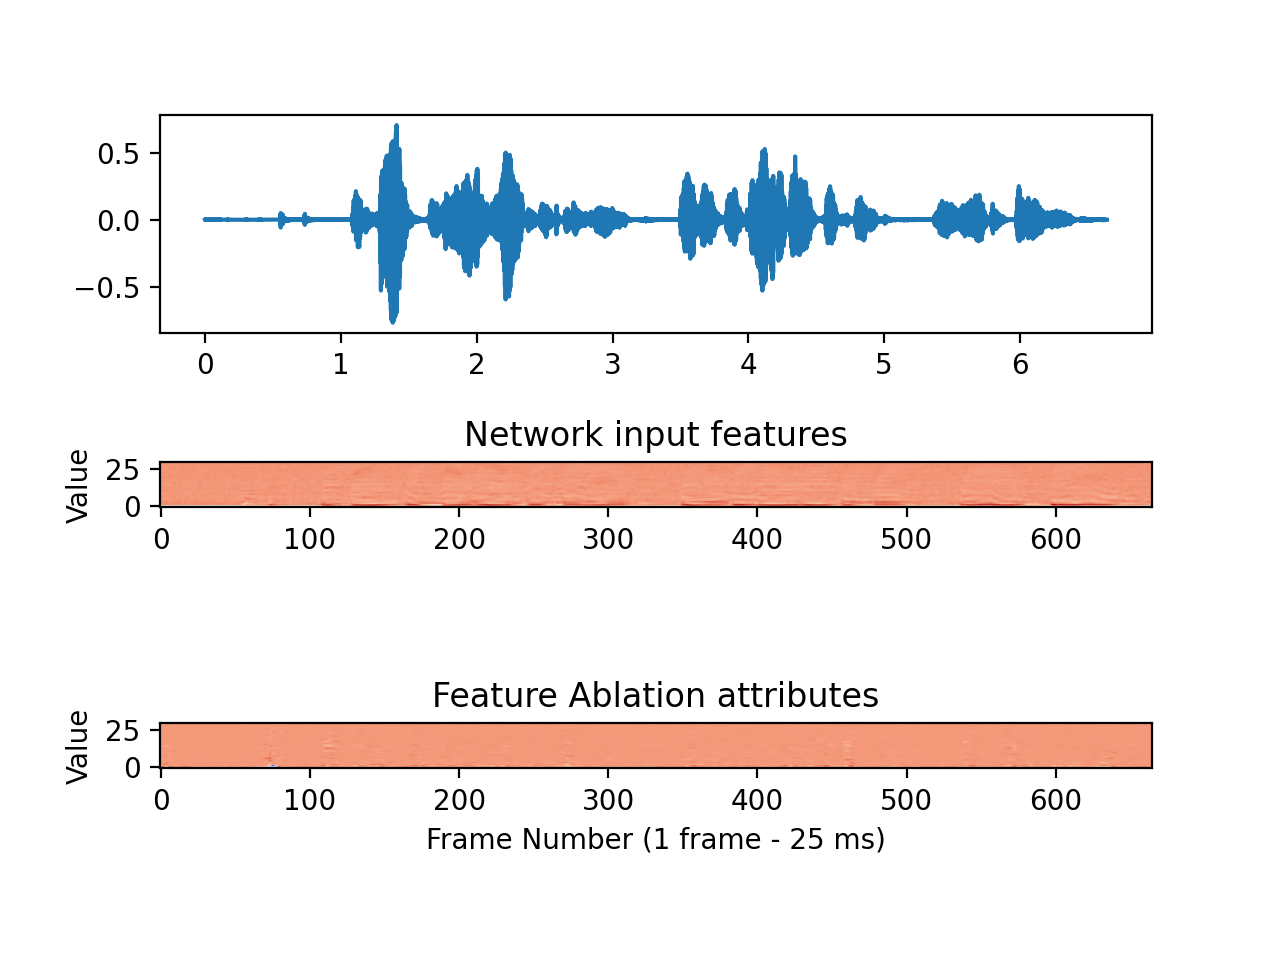 0.5
0.0
−0.5
0 1 2 3 4 5 6
Network input features
Value
25
0
0 100 200 300 400 500 600
Feature Ablation attributes
Value
25
0
0 100 200 300 400 500 600
Frame Number (1 frame - 25 ms)